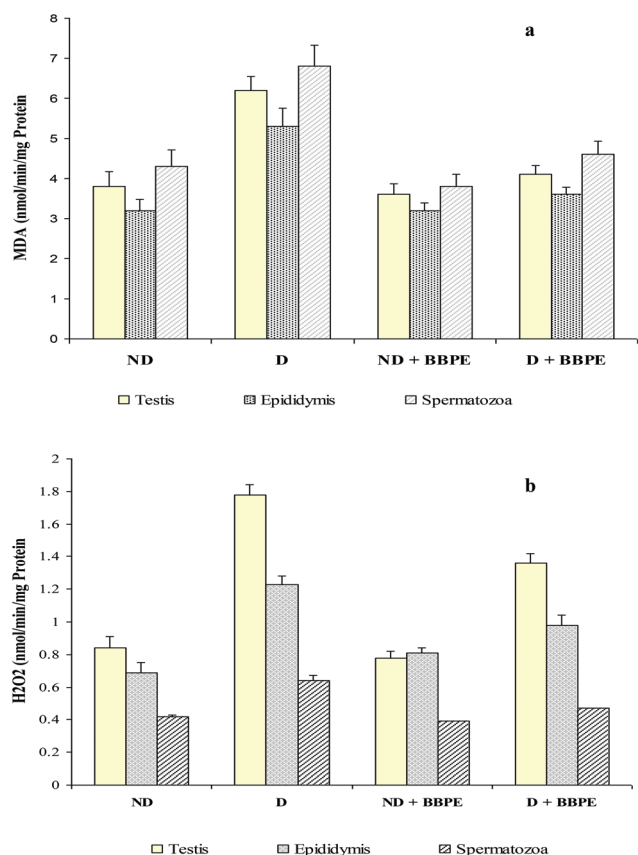 a
8
7
6
5
4
3
2
1
0
MDA (nmol/min/mg Protein
ND D ND + BBPE D + BBPE
Testis Epididymis Spermatozoa
b
2
1.8
1.6
1.4
1.2
1
0.8
0.6
0.4
0.2
0
H2O2 (nmol/min/mg Protein
ND D ND + BBPE D + BBPE
Testis Epididymis Spermatozoa